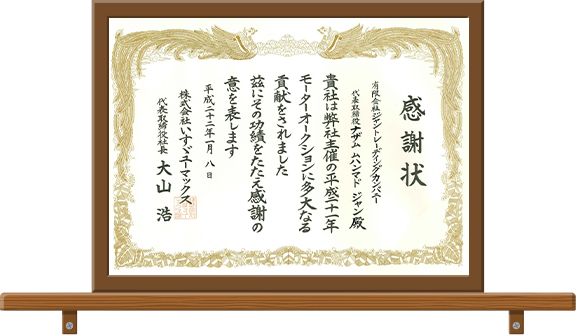 感謝状
有限会社ジャントレーディングカンパニー
代表取締役 ナザム ムハンマド ジャン殿
貴社は弊社主催の平成二十一年
モーターオークションに多大なる
貢献をされました
茲にその功績をたたえ感謝の
意を表します
平成二十二年一月八日
株式会社いすゞユーマックス
代表取締役社長 大山 浩